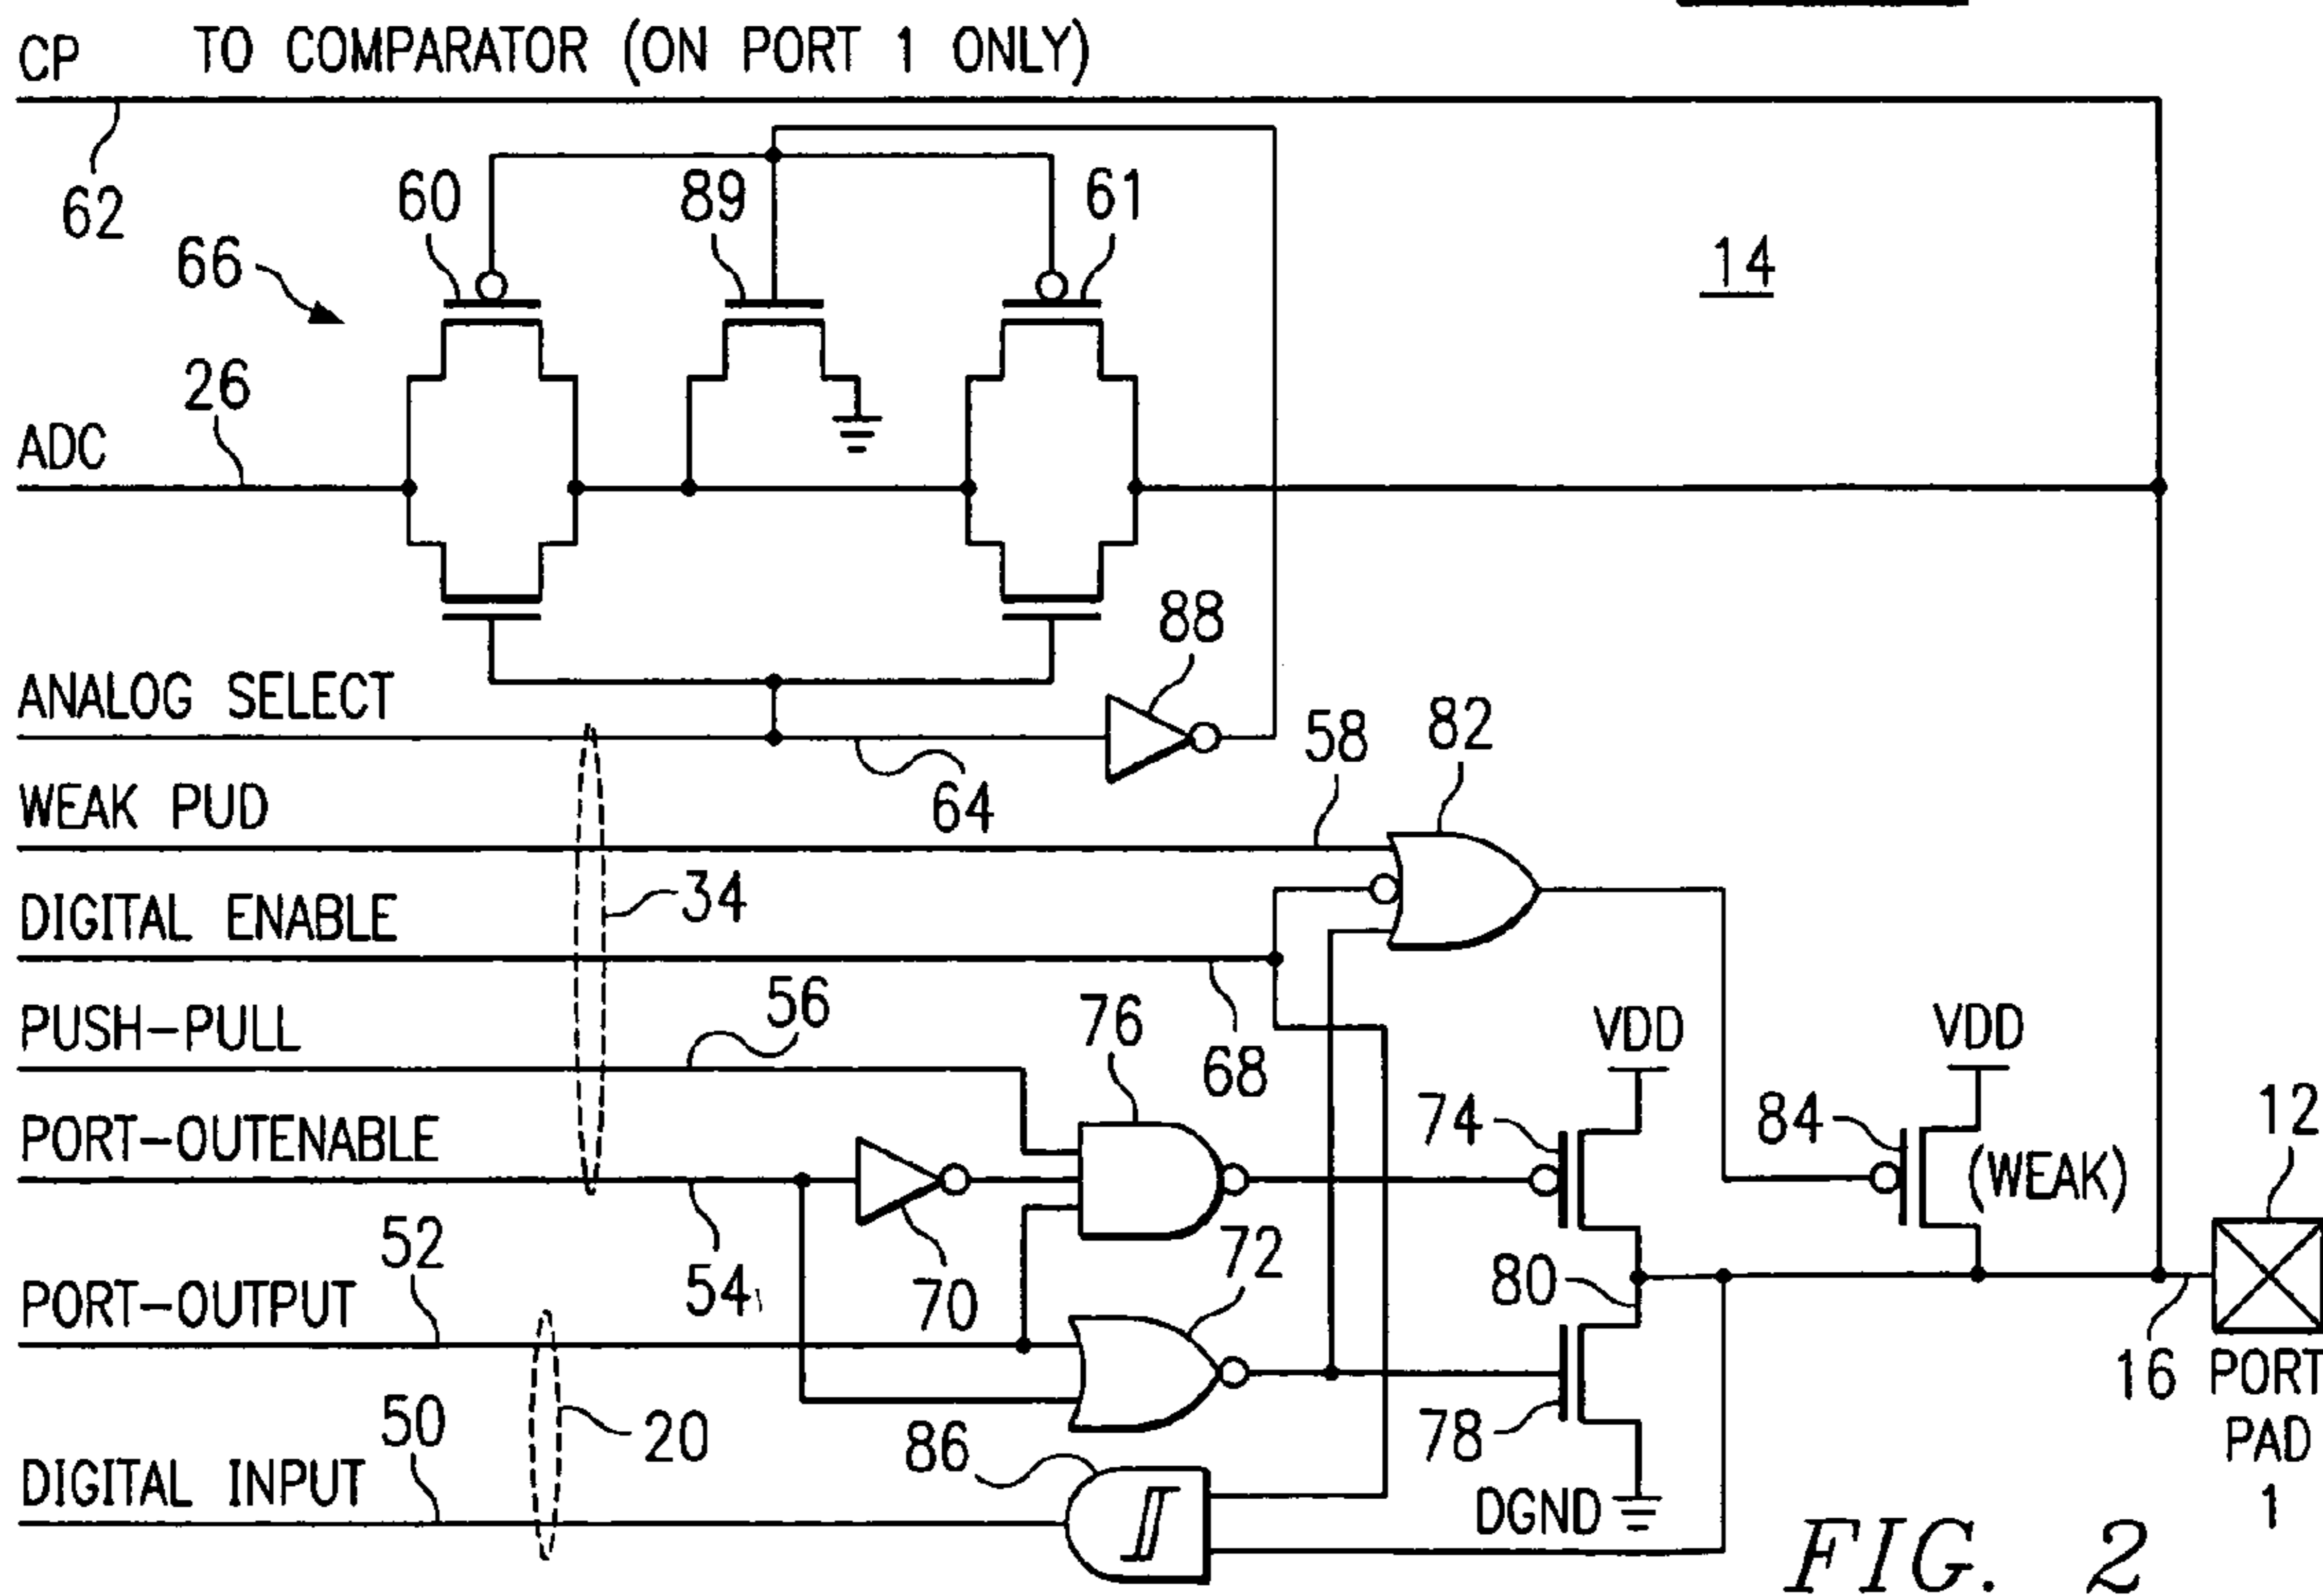 CP TO COMPARATOR (ON PORT 1 ONLY)
62
60
89
61
66
14
26
ADC
88
ANALOG SELECT
64
58
82
WEAK PUD
34
DIGITAL ENABLE
56
76
68
PUSH-PULL
VDD
VDD
PORT-OUTENABLE
74
84
(WEAK)
12
54
70
72
52
80
PORT-OUTPUT
16
PORT
PAD
1
50
20
86
78
DIGITAL INPUT
DGND
FIG. 2